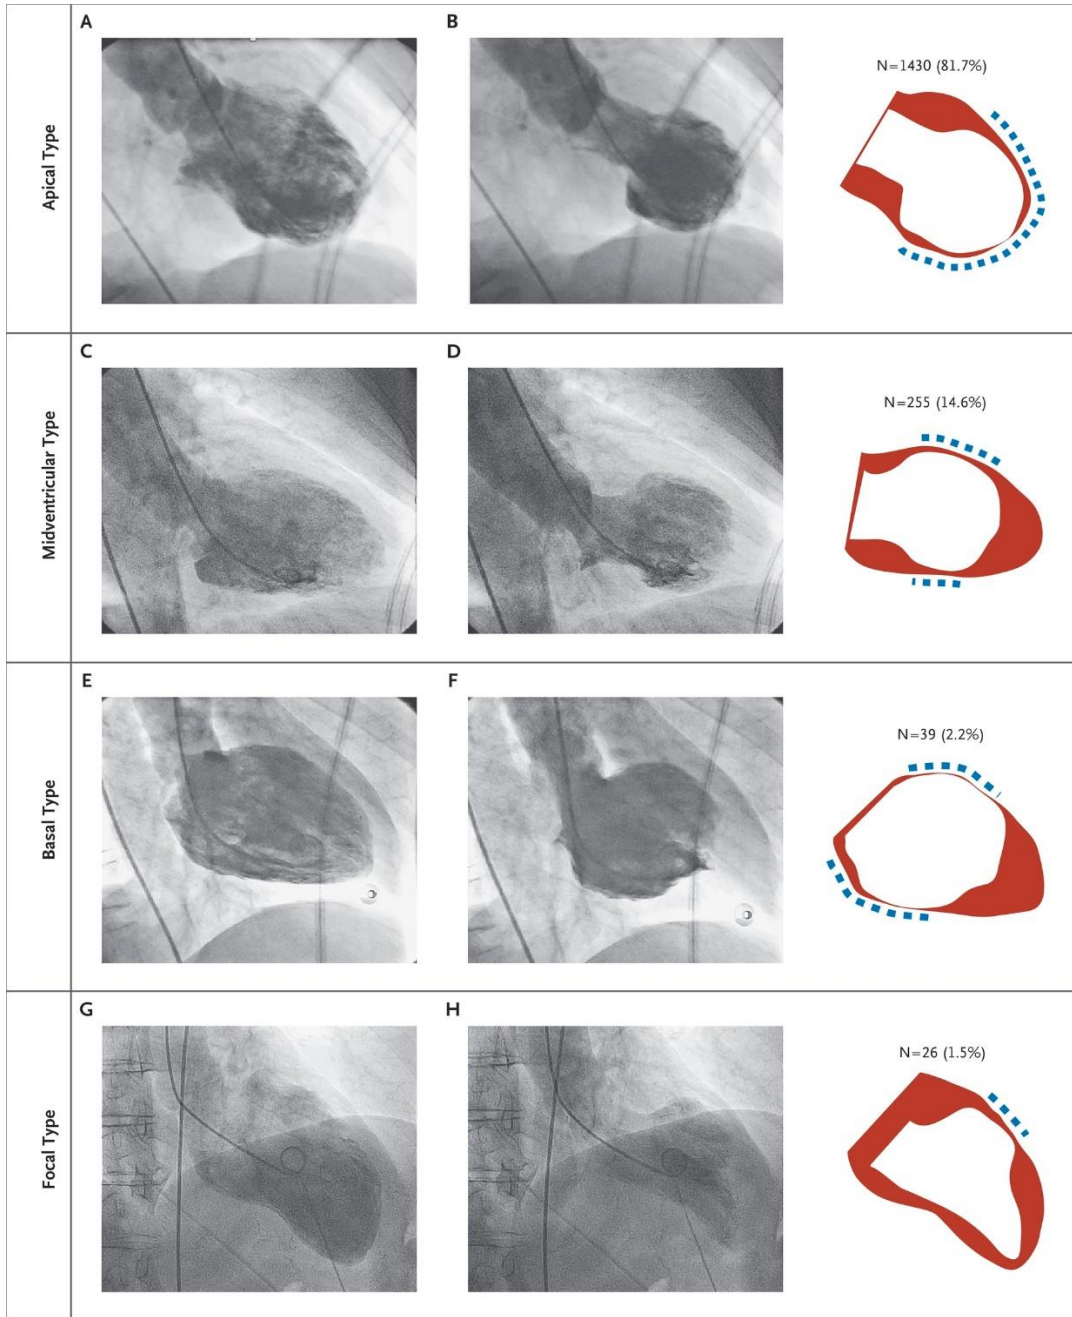 A
B
N=1430 (81.7%)
Apical Type
C
D
N=255 (14.6%)
Midventricular Type
E
F
N=39 (2.2%)
Basal Type
G
H
N=26 (1.5%)
Focal Type